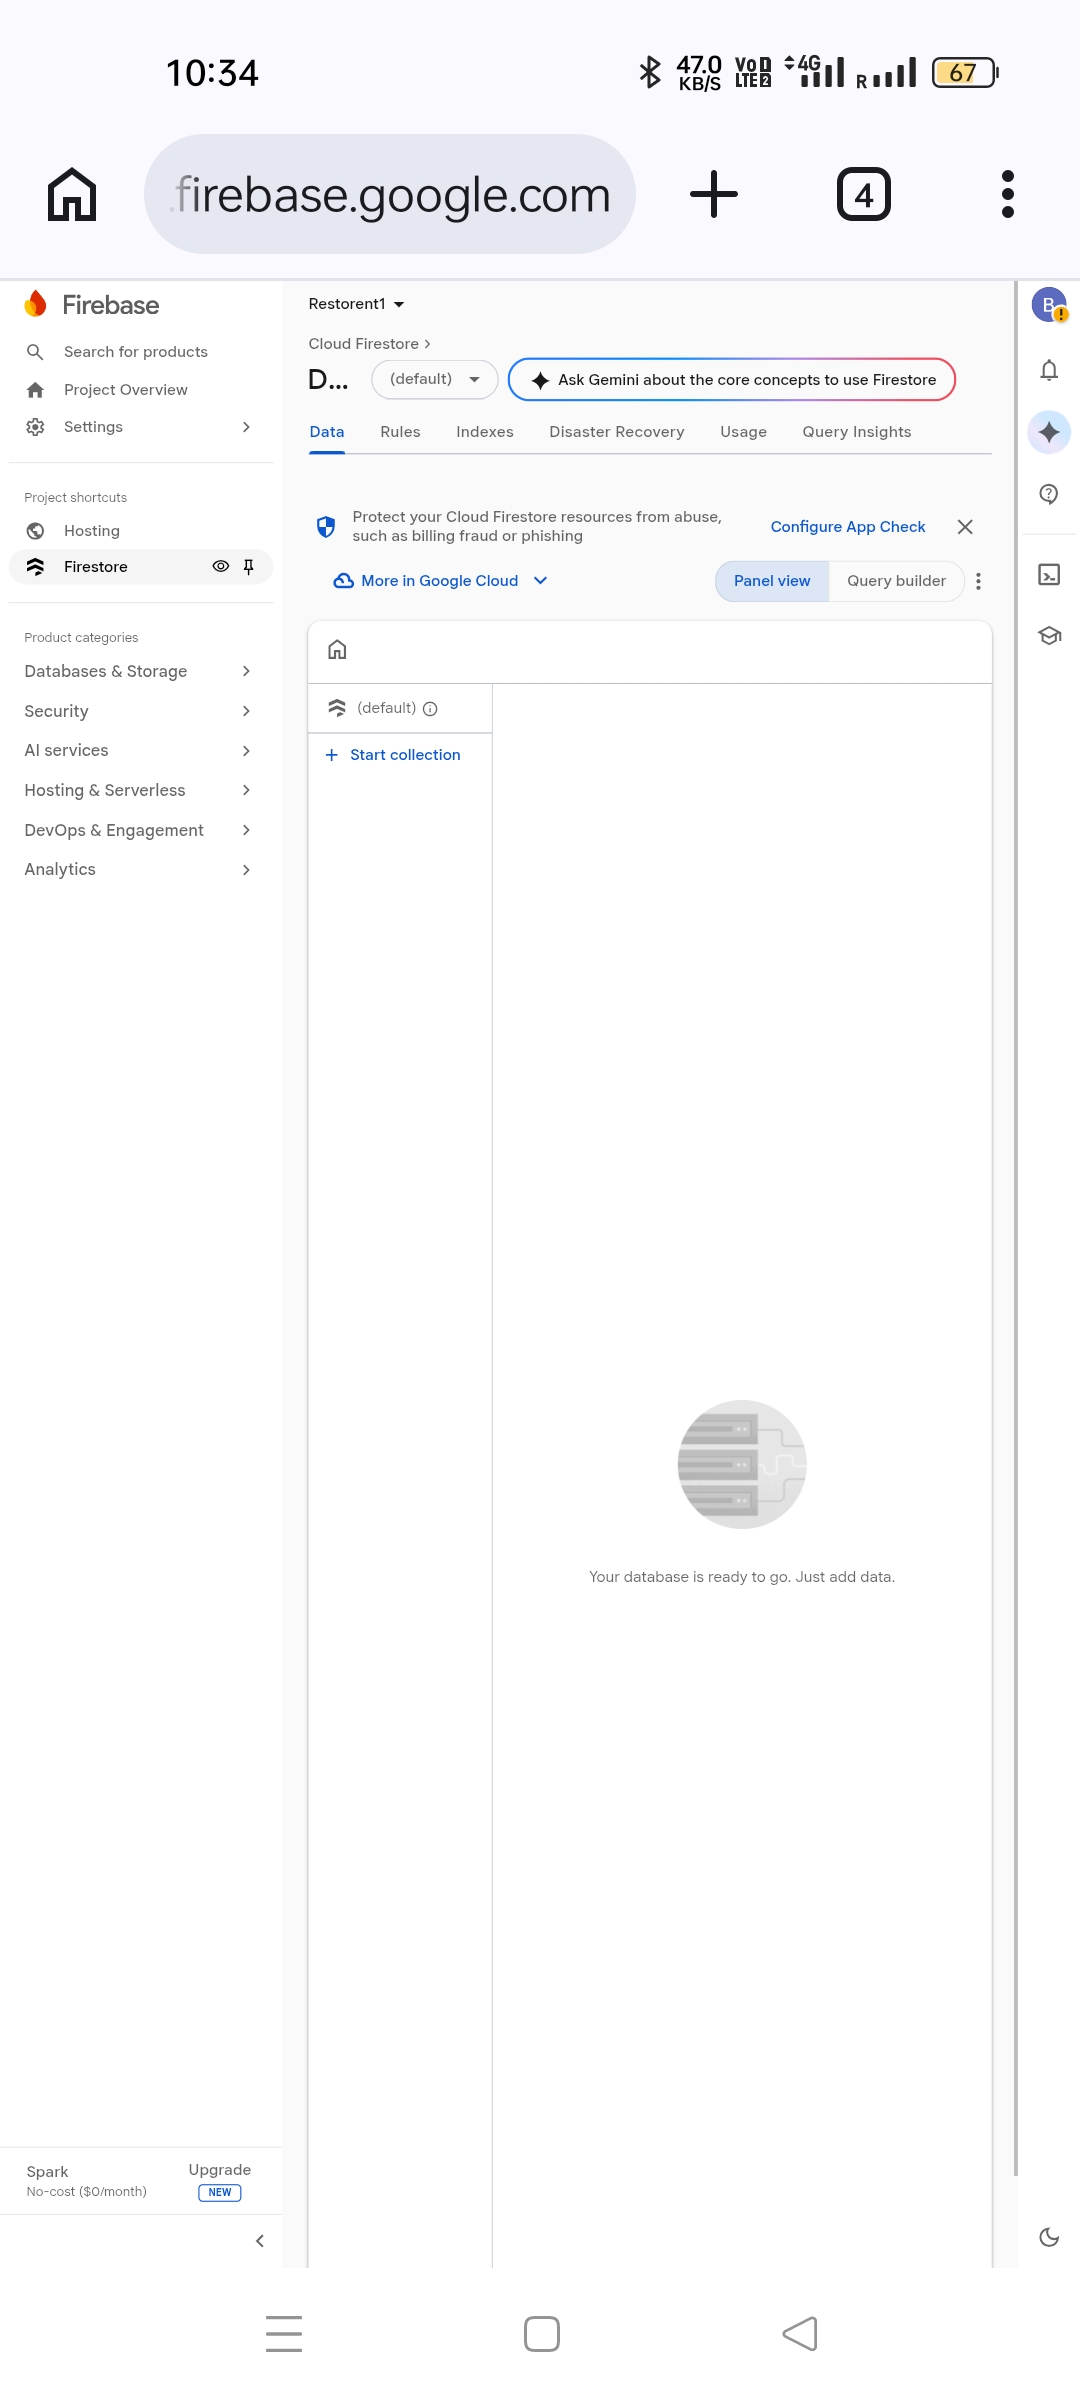 10:34
47.0
KB/S
Vo 1
LTE 2
4G
R
67
.firebase.google.com
4
Firebase
Search for products
Project Overview
Settings
Project shortcuts
Hosting
Firestore
Product categories
Databases & Storage
Security
AI services
Hosting & Serverless
DevOps & Engagement
Analytics
Spark
No-cost ($0/month)
Upgrade
NEW
Restorent1
Cloud Firestore
D...
(default)
Ask Gemini about the core concepts to use Firestore
Data Rules Indexes Disaster Recovery Usage Query Insights
Protect your Cloud Firestore resources from abuse,
such as billing fraud or phishing
Configure App Check
More in Google Cloud
Panel view
Query builder
(default)
Start collection
Your database is ready to go. Just add data.
B